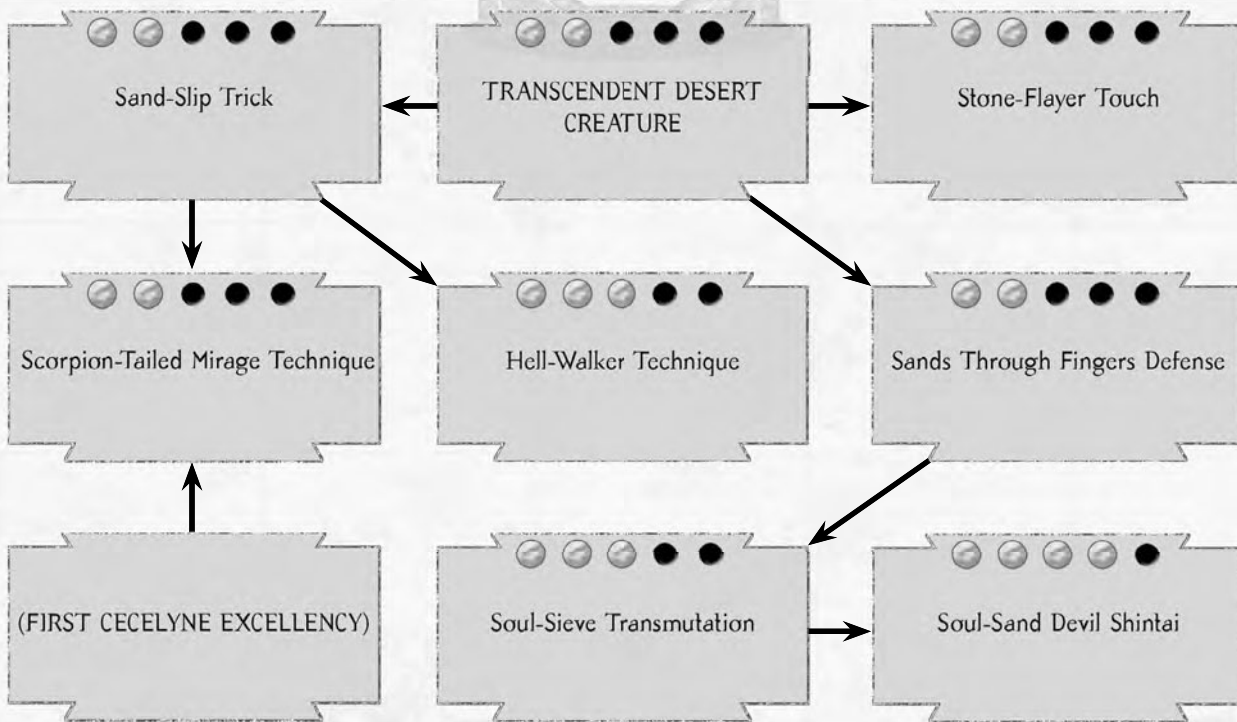 Sand-Slip Trick
TRANSCENDENT DESERT
CREATURE
Stone-Flayer Touch
Scorpion-Tailed Mirage Technique
Hell-Walker Technique
Sands Through Fingers Defense
(FIRST CECELYNE EXCELLENCY)
Soul-Sieve Transmutation
Soul-Sand Devil Shintai